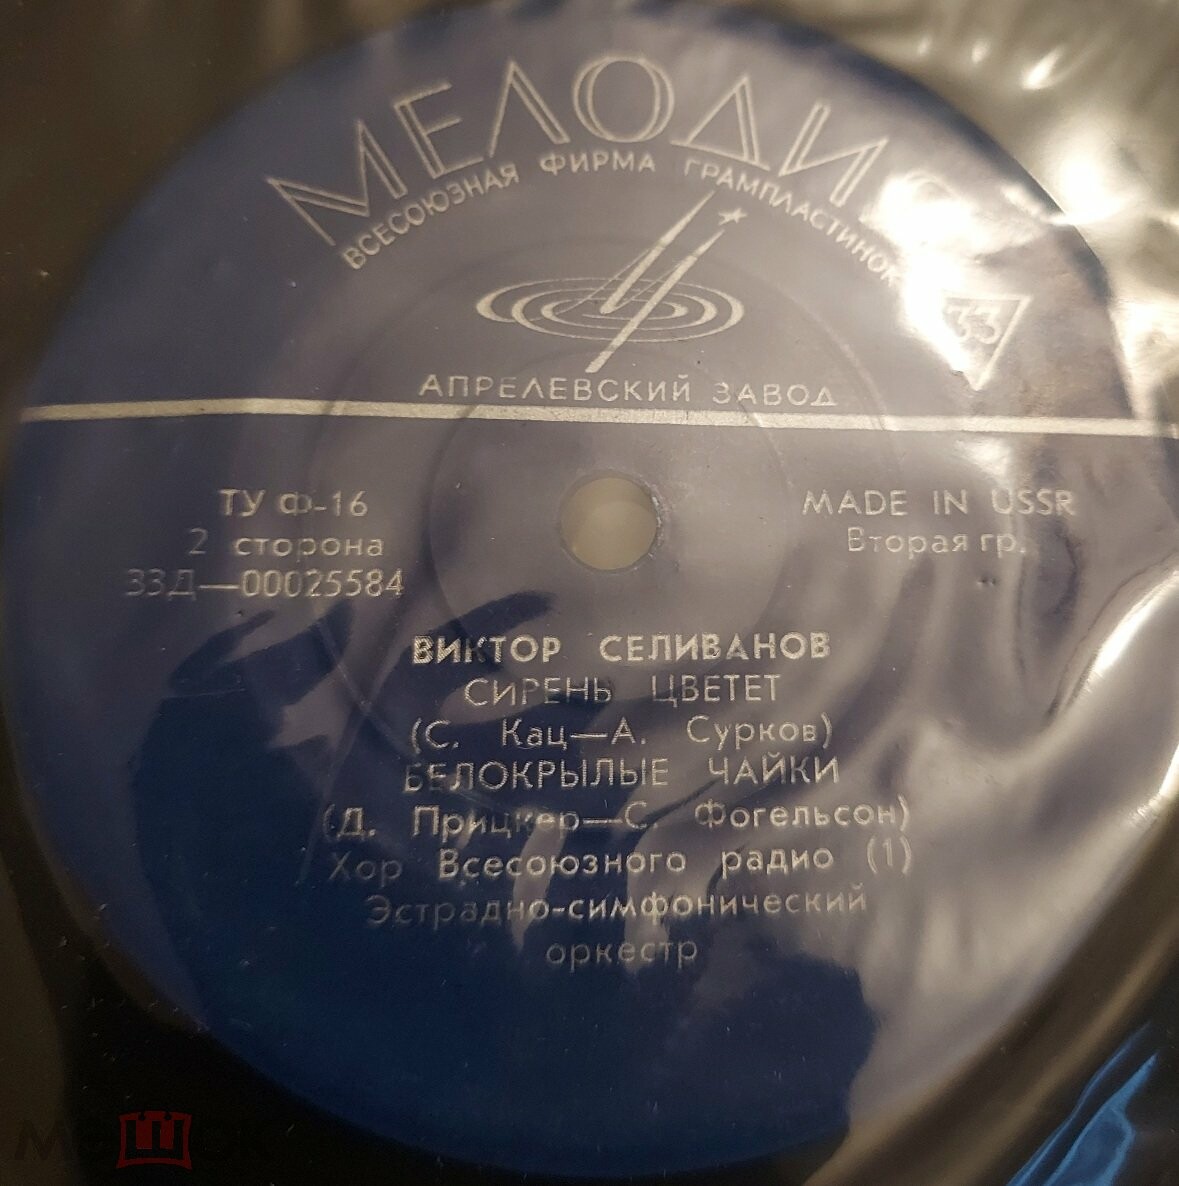 МЕЛОДИЯ
ВСЕСОЮЗНАЯ ФИРМА ГРАМПЛАСТИНОК
33
АПРЕЛЕВСКИЙ ЗАВОД
ТУ Ф-16
2 сторона
33Д—00025584
MADE IN USSR
Вторая гр.
ВИКТОР СЕЛИВАНОВ
СИРЕНЬ ЦВЕТЕТ
(С. Кац—А. Сурков)
БЕЛОКРЫЛЫЕ ЧАЙКИ
(Д. Прицкер—С. Фогельсон)
Хор Всесоюзного радио (1)
Эстрадно-симфонический
оркестр
мешок